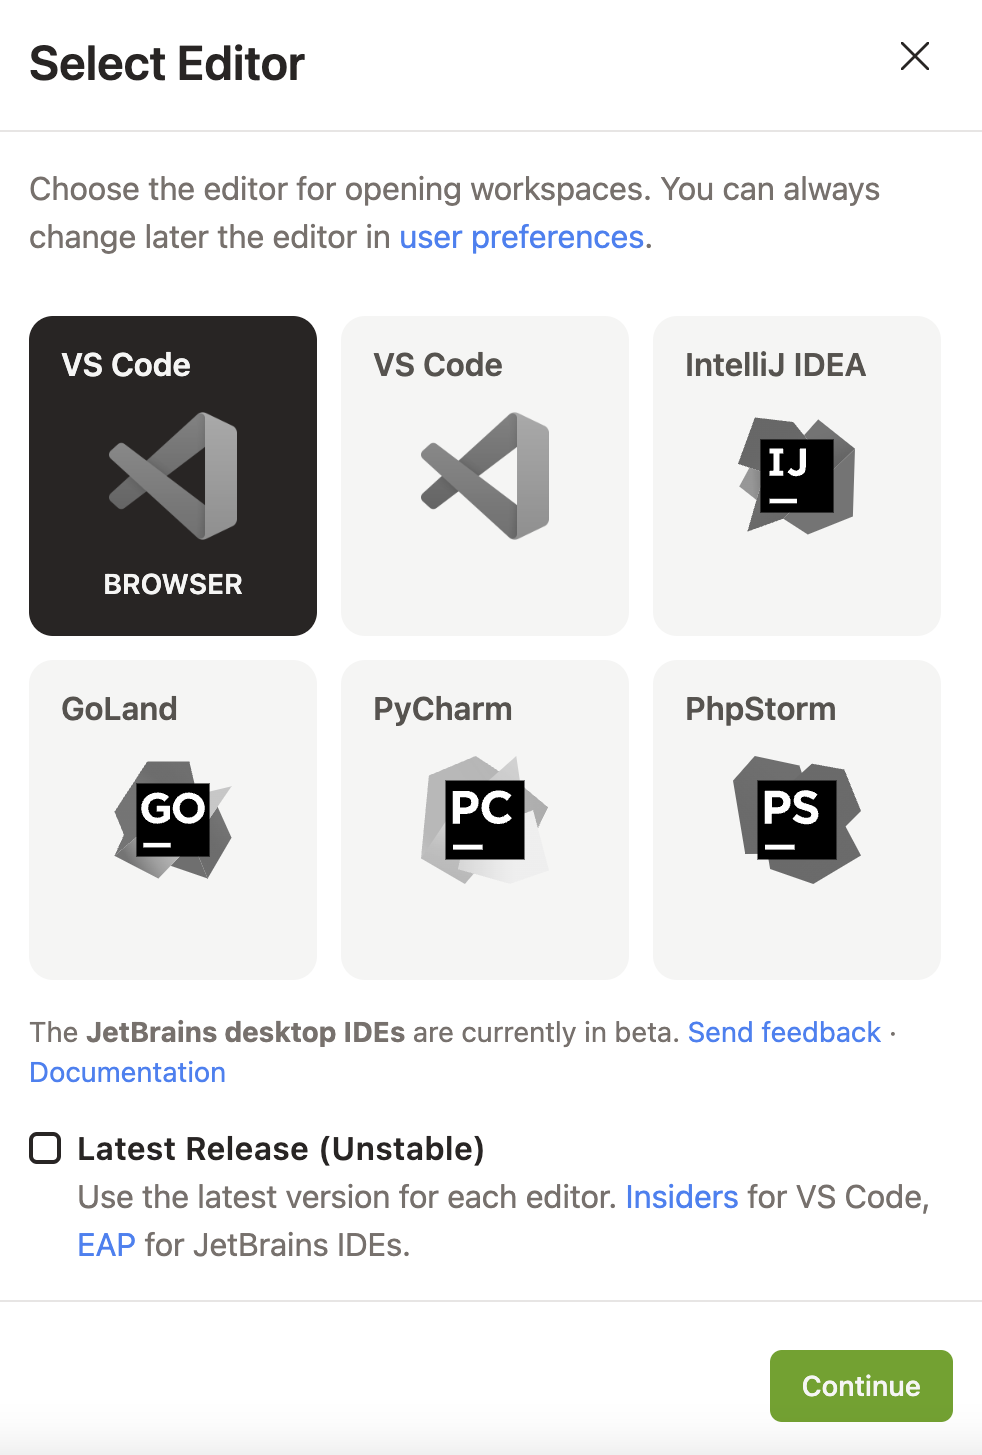 Select Editor
Choose the editor for opening workspaces. You can always
change later the editor in user preferences.
VS Code
BROWSER
VS Code
IntelliJ IDEA
IJ
GoLand
GO
PyCharm
PC
PhpStorm
PS
The JetBrains desktop IDEs are currently in beta. Send feedback ·
Documentation
Latest Release (Unstable)
Use the latest version for each editor. Insiders for VS Code,
EAP for JetBrains IDEs.
Continue